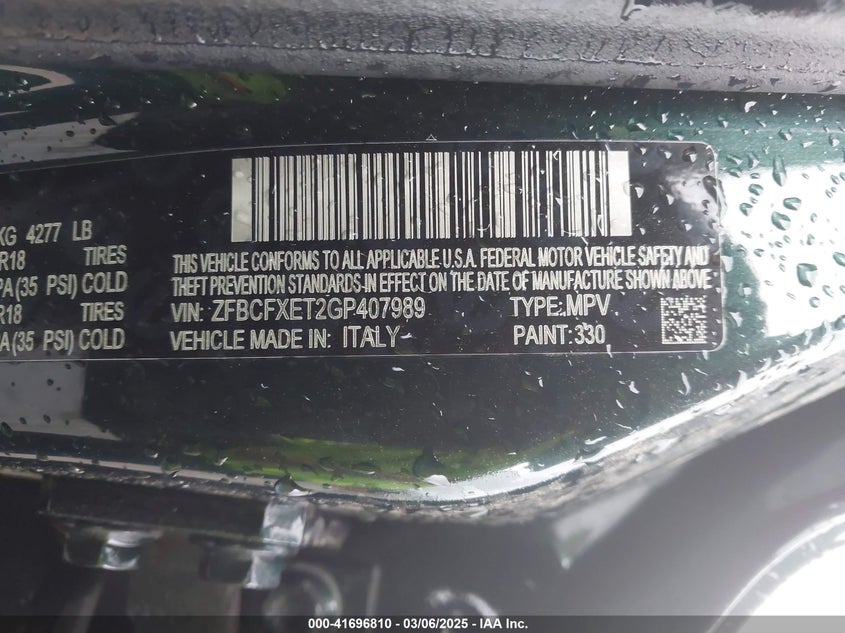 KG 4277 LB
R18 TIRES
PA(35 PSI) COLD
R18 TIRES
A(35 PSI) COLD
THIS VEHICLE CONFORMS TO ALL APPLICABLE U.S.A. FEDERAL MOTOR VEHICLE SAFETY AND
THEFT PREVENTION STANDARDS IN EFFECT ON THE DATE OF MANUFACTURE SHOWN ABOVE
VIN: ZFBCFXET2GP407989 TYPE: MPV
VEHICLE MADE IN: ITALY PAINT: 330
000-41696810 - 03/06/2025 - IAA Inc.